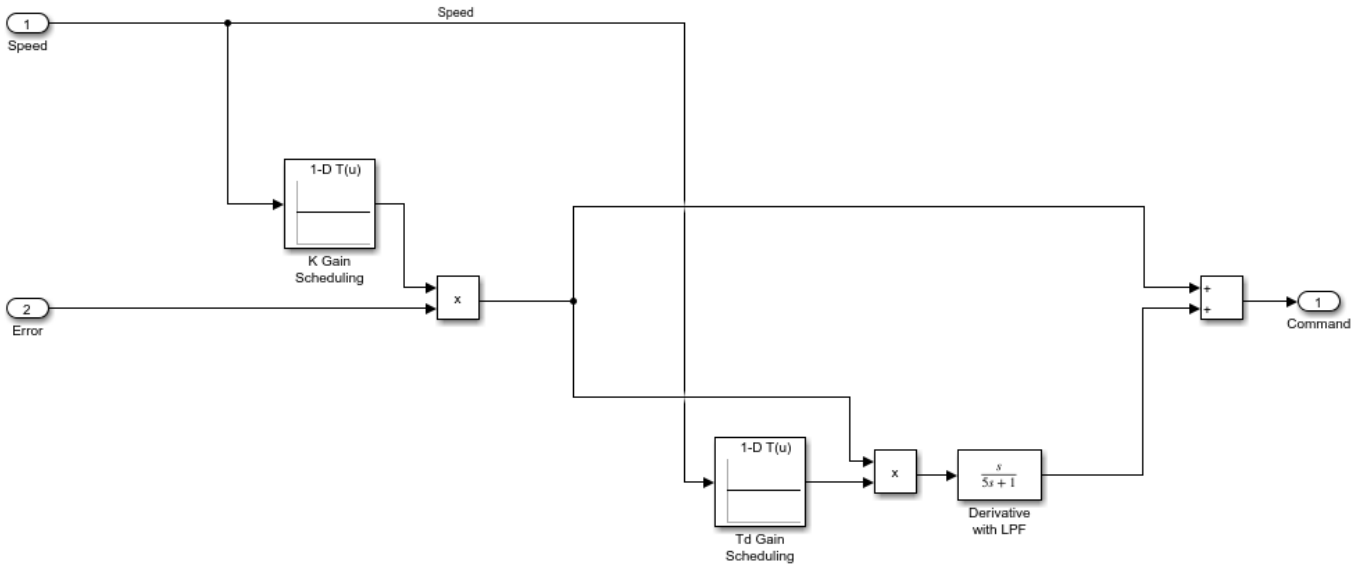 1
Speed
Speed
1-D T(u)
K Gain
Scheduling
x
2
Error
+
+
1
Command
1-D T(u)
Td Gain
Scheduling
x
s
5s + 1
Derivative
with LPF